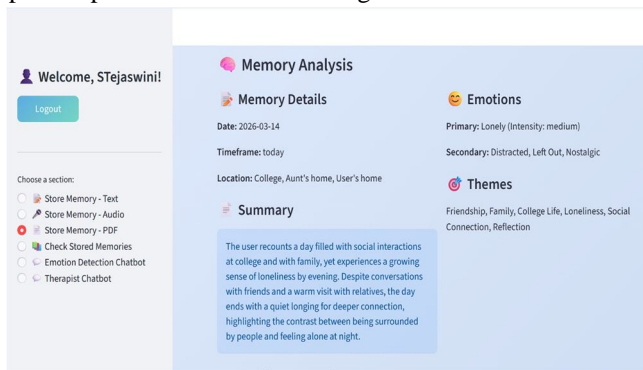 Welcome, STejaswini!
Logout
Choose a section:
Store Memory - Text
Store Memory - Audio
Store Memory - PDF
Check Stored Memories
Emotion Detection Chatbot
Therapist Chatbot
Memory Analysis
Memory Details
Date: 2026-03-14
Timeframe: today
Location: College, Aunt's home, User's home
Summary
The user recounts a day filled with social interactions
at college and with family, yet experiences a growing
sense of loneliness by evening. Despite conversations
with friends and a warm visit with relatives, the day
ends with a quiet longing for deeper connection,
highlighting the contrast between being surrounded
by people and feeling alone at night.
Emotions
Primary: Lonely (Intensity: medium)
Secondary: Distracted, Left Out, Nostalgic
Themes
Friendship, Family, College Life, Loneliness, Social
Connection, Reflection